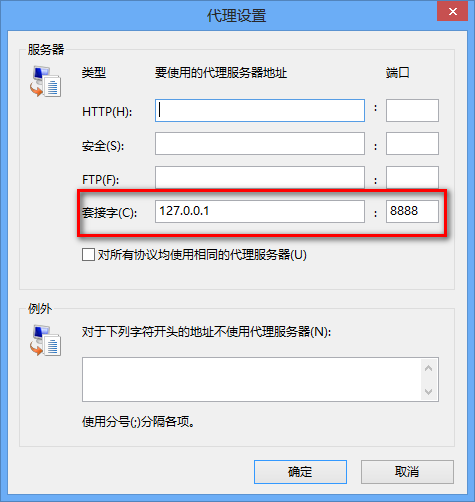 代理设置
服务器
类型 要使用的代理服务器地址 端口
HTTP(H): :
安全(S): :
FTP(F): :
套接字(C): 127.0.0.1 : 8888
对所有协议均使用相同的代理服务器(U)
例外
对于下列字符开头的地址不使用代理服务器(N):
使用分号(;)分隔各项。
确定 取消